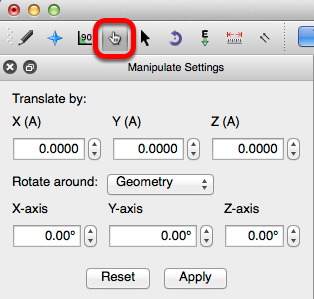 90
E
Manipulate Settings
Translate by:
X (A) Y (A) Z (A)
0.0000 0.0000 0.0000
Rotate around: Geometry
X-axis Y-axis Z-axis
0.00° 0.00° 0.00°
Reset Apply